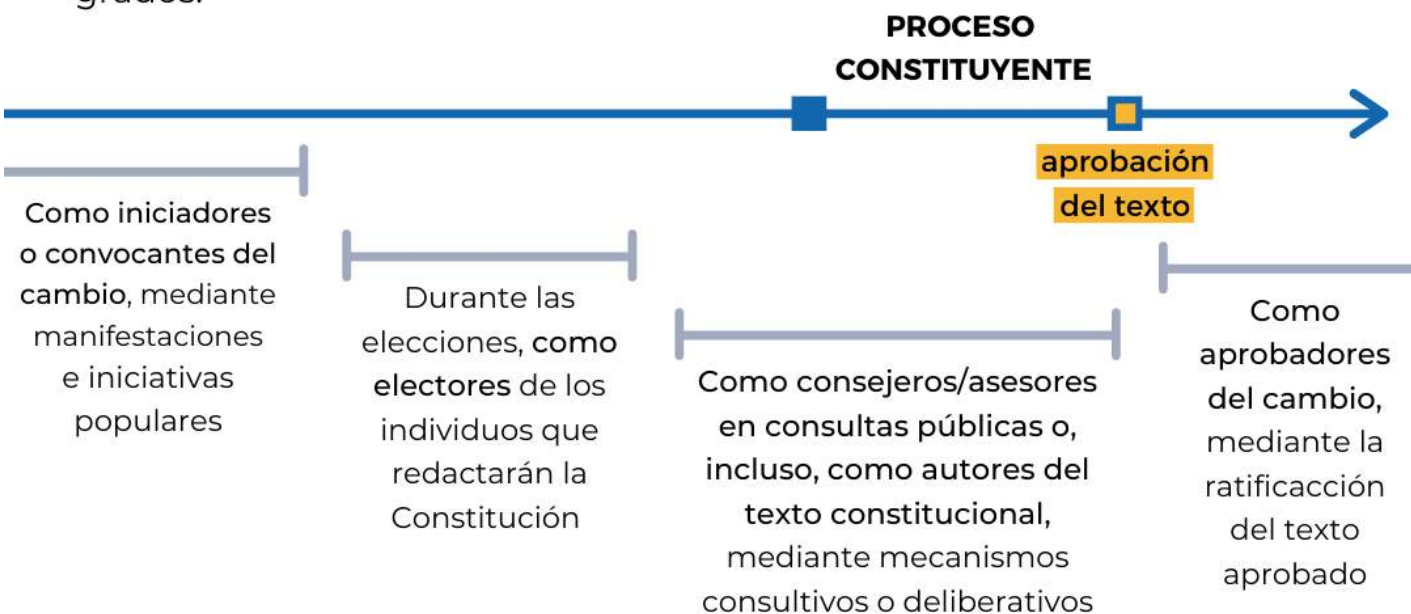 grados.
PROCESO
CONSTITUYENTE
aprobación
del texto
Como iniciadores
o convocantes del
cambio, mediante
manifestaciones
e iniciativas
populares
Durante las
elecciones, como
electores de los
individuos que
redactarán la
Constitución
Como consejeros/asesores
en consultas públicas o,
incluso, como autores del
texto constitucional,
mediante mecanismos
consultivos o deliberativos
Como
aprobadores
del cambio,
mediante la
ratificacción
del texto
aprobado